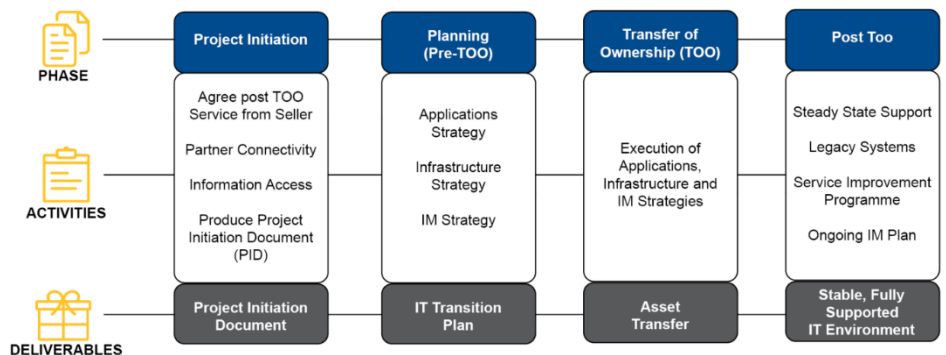 PHASE
Project Initiation
Planning
(Pre-TOO)
Transfer of
Ownership (TOO)
Post Too
ACTIVITIES
Agree post TOO
Service from Seller
Partner Connectivity
Information Access
Produce Project
Initiation Document
(PID)
Applications
Strategy
Infrastructure
Strategy
IM Strategy
Execution of
Applications,
Infrastructure and
IM Strategies
Steady State Support
Legacy Systems
Service Improvement
Programme
Ongoing IM Plan
DELIVERABLES
Project Initiation
Document
IT Transition
Plan
Asset
Transfer
Stable, Fully
Supported
IT Environment